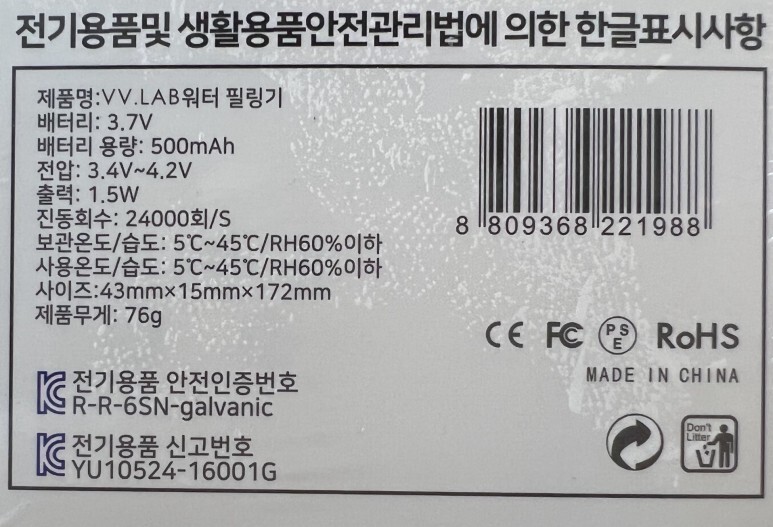 전기용품및 생활용품안전관리법에 의한 한글표시사항
제품명:VV.LAB워터 필링기
배터리: 3.7V
배터리 용량: 500mAh
전압: 3.4V~4.2V
출력: 1.5W
진동회수: 24000회/S
보관온도/습도: 5℃~45℃/RH60%이하
사용온도/습도: 5℃~45℃/RH60%이하
사이즈:43mm×15mm×172mm
제품무게: 76g
8 809368 221988
CE FC PSE RoHS
MADE IN CHINA
전기용품 안전인증번호
R-R-6SN-galvanic
전기용품 신고번호
YU10524-16001G
Don't
Litter